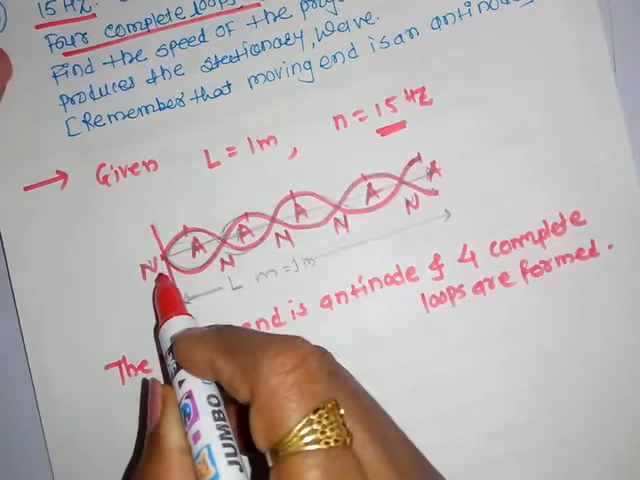 15 Hz.
Four complete loops
Find the speed of the
produces the stationary, wave.
[Remember that moving end is an antinode
→ Given L = 1m, n = 15 Hz
N A N A N A N A N A
L m = 1m
The end is antinode & 4 complete
loops are formed.
JUMBO